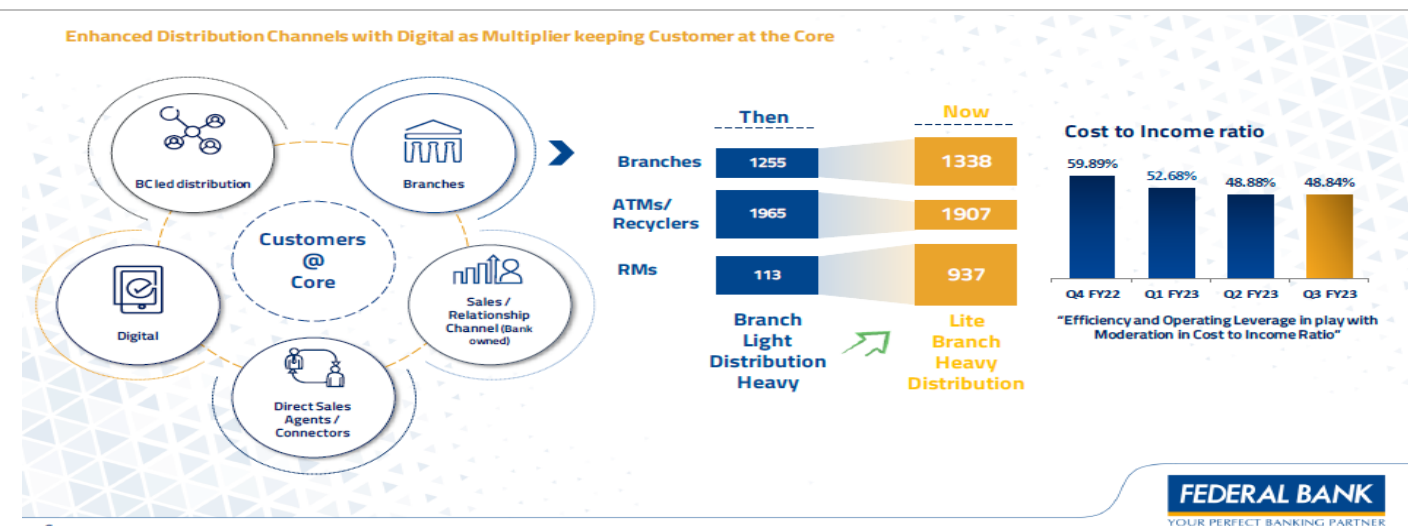 Enhanced Distribution Channels with Digital as Multiplier keeping Customer at the Core
BC led distribution
Branches
Customers
@
Core
Digital
Sales /
Relationship
Channel (Bank
owned)
Direct Sales
Agents /
Connectors
Then
Now
Branches
1255
1338
ATMs/
Recyclers
1965
1907
RMs
113
937
Branch
Light
Distribution
Heavy
Lite
Branch
Heavy
Distribution
Cost to Income ratio
59.89%
52.68%
48.88%
48.84%
Q4 FY22
Q1 FY23
Q2 FY23
Q3 FY23
“Efficiency and Operating Leverage in play with
Moderation in Cost to Income Ratio”
FEDERAL BANK
YOUR PERFECT BANKING PARTNER